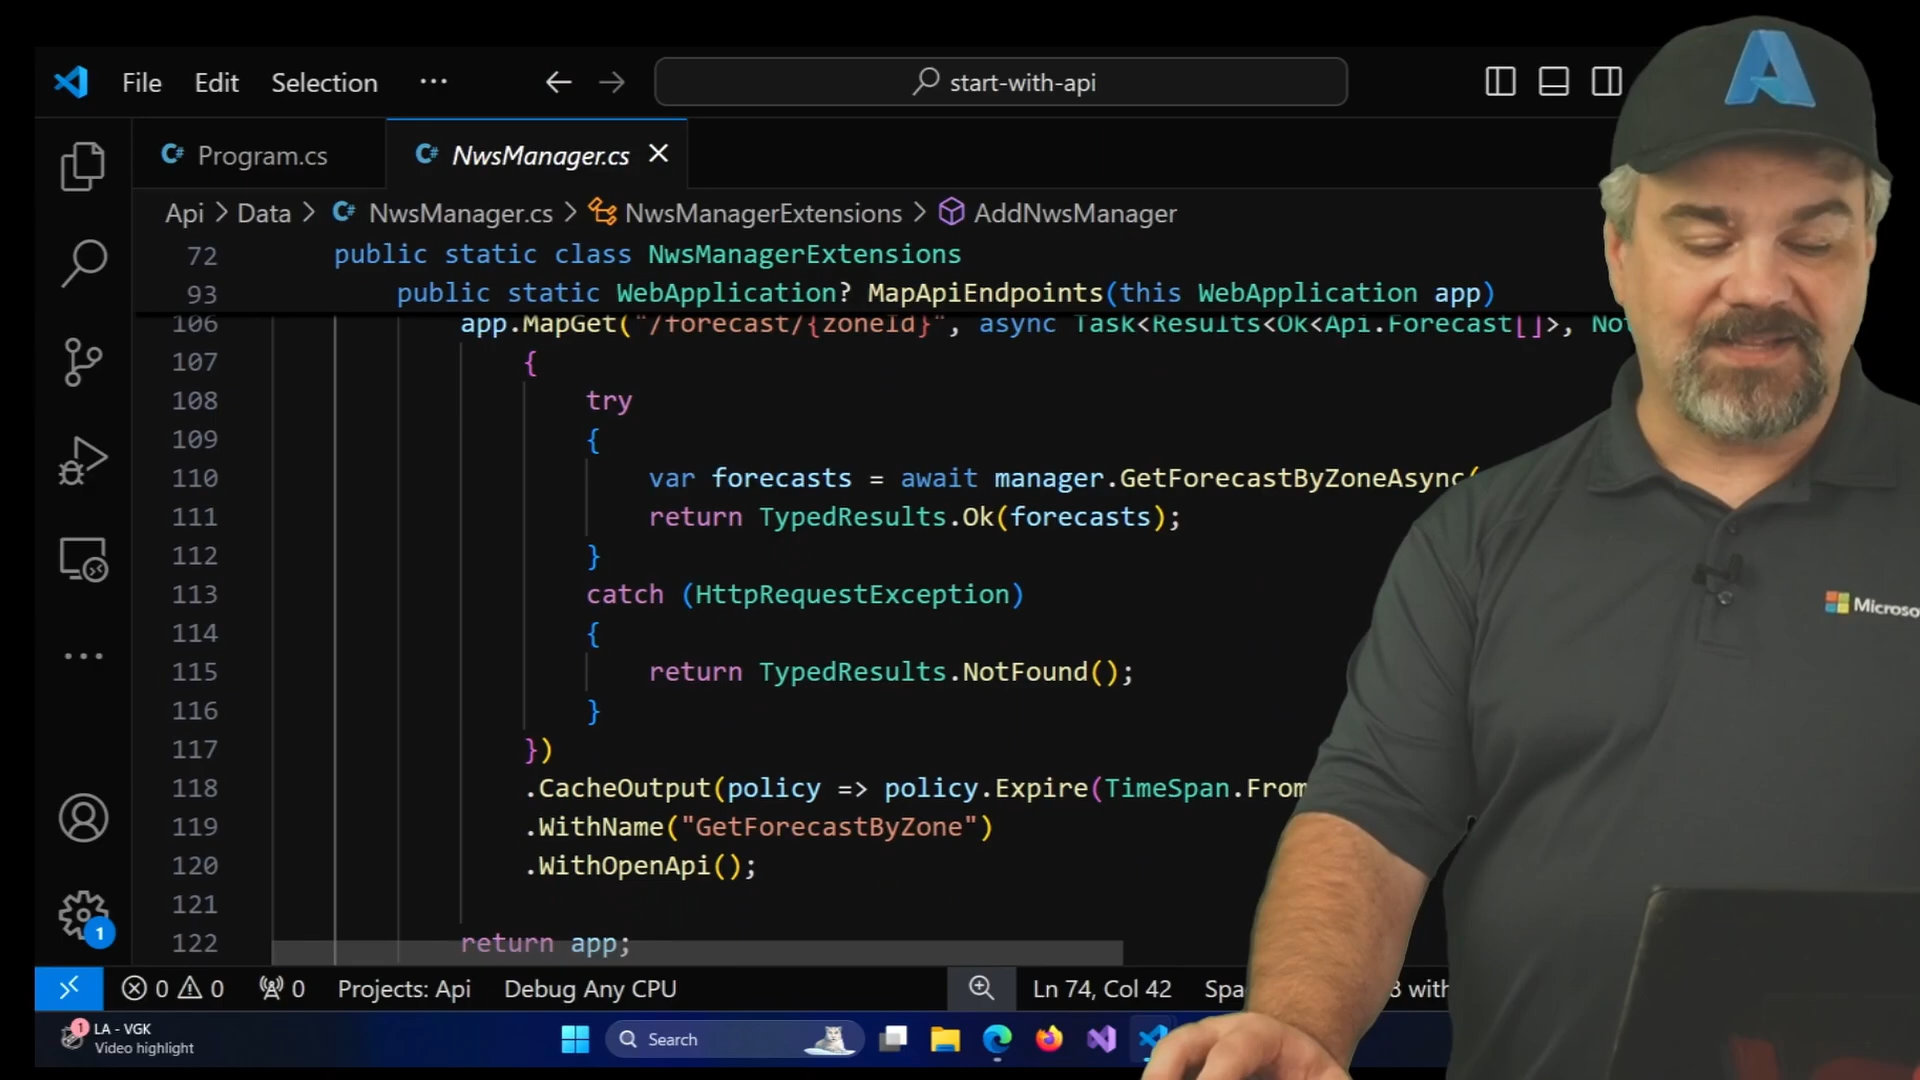 File Edit Selection ··· start-with-api
Program.cs NwsManager.cs
Api > Data > NwsManager.cs > NwsManagerExtensions > AddNwsManager
72 public static class NwsManagerExtensions
93 public static WebApplication? MapApiEndpoints(this WebApplication app)
106 app.MapGet("/forecast/{zoneId}", async Task<Results<Ok<Api.Forecast[]>,
107 {
108 try
109 {
110 var forecasts = await manager.GetForecastByZoneAsync(
111 return TypedResults.Ok(forecasts);
112 }
113 catch (HttpRequestException)
114 {
115 return TypedResults.NotFound();
116 }
117 })
118 .CacheOutput(policy => policy.Expire(TimeSpan.From
119 .WithName("GetForecastByZone")
120 .WithOpenApi();
121
122 return app;
1
0 0 0 Projects: Api Debug Any CPU Ln 74, Col 42
1 LA - VGK
Video highlight
Search
A